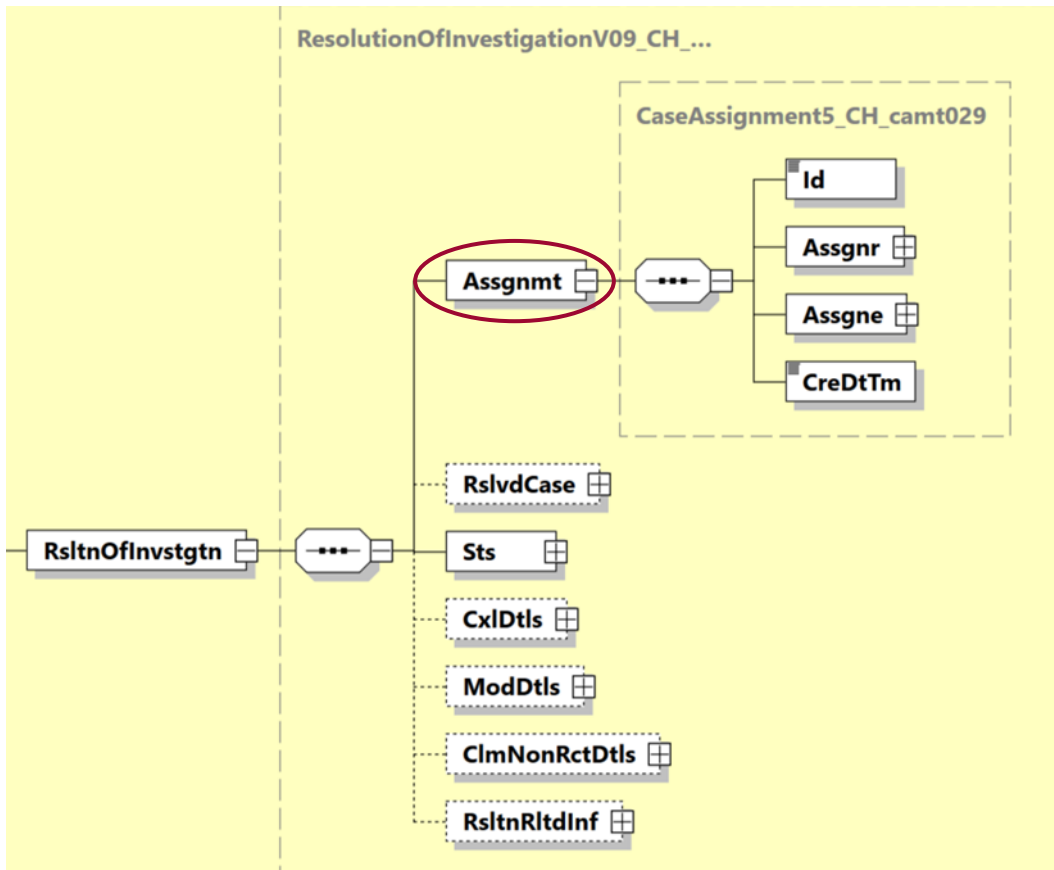 ResolutionOfInvestigationV09_CH_...
CaseAssignment5_CH_camt029
Id
Assgnr
Assgnmt
Assgne
CreDtTm
RslvdCase
RsltnOfInvstgtn
Sts
CxlDtls
ModDtls
ClmNonRctDtls
RsltnRltdInf